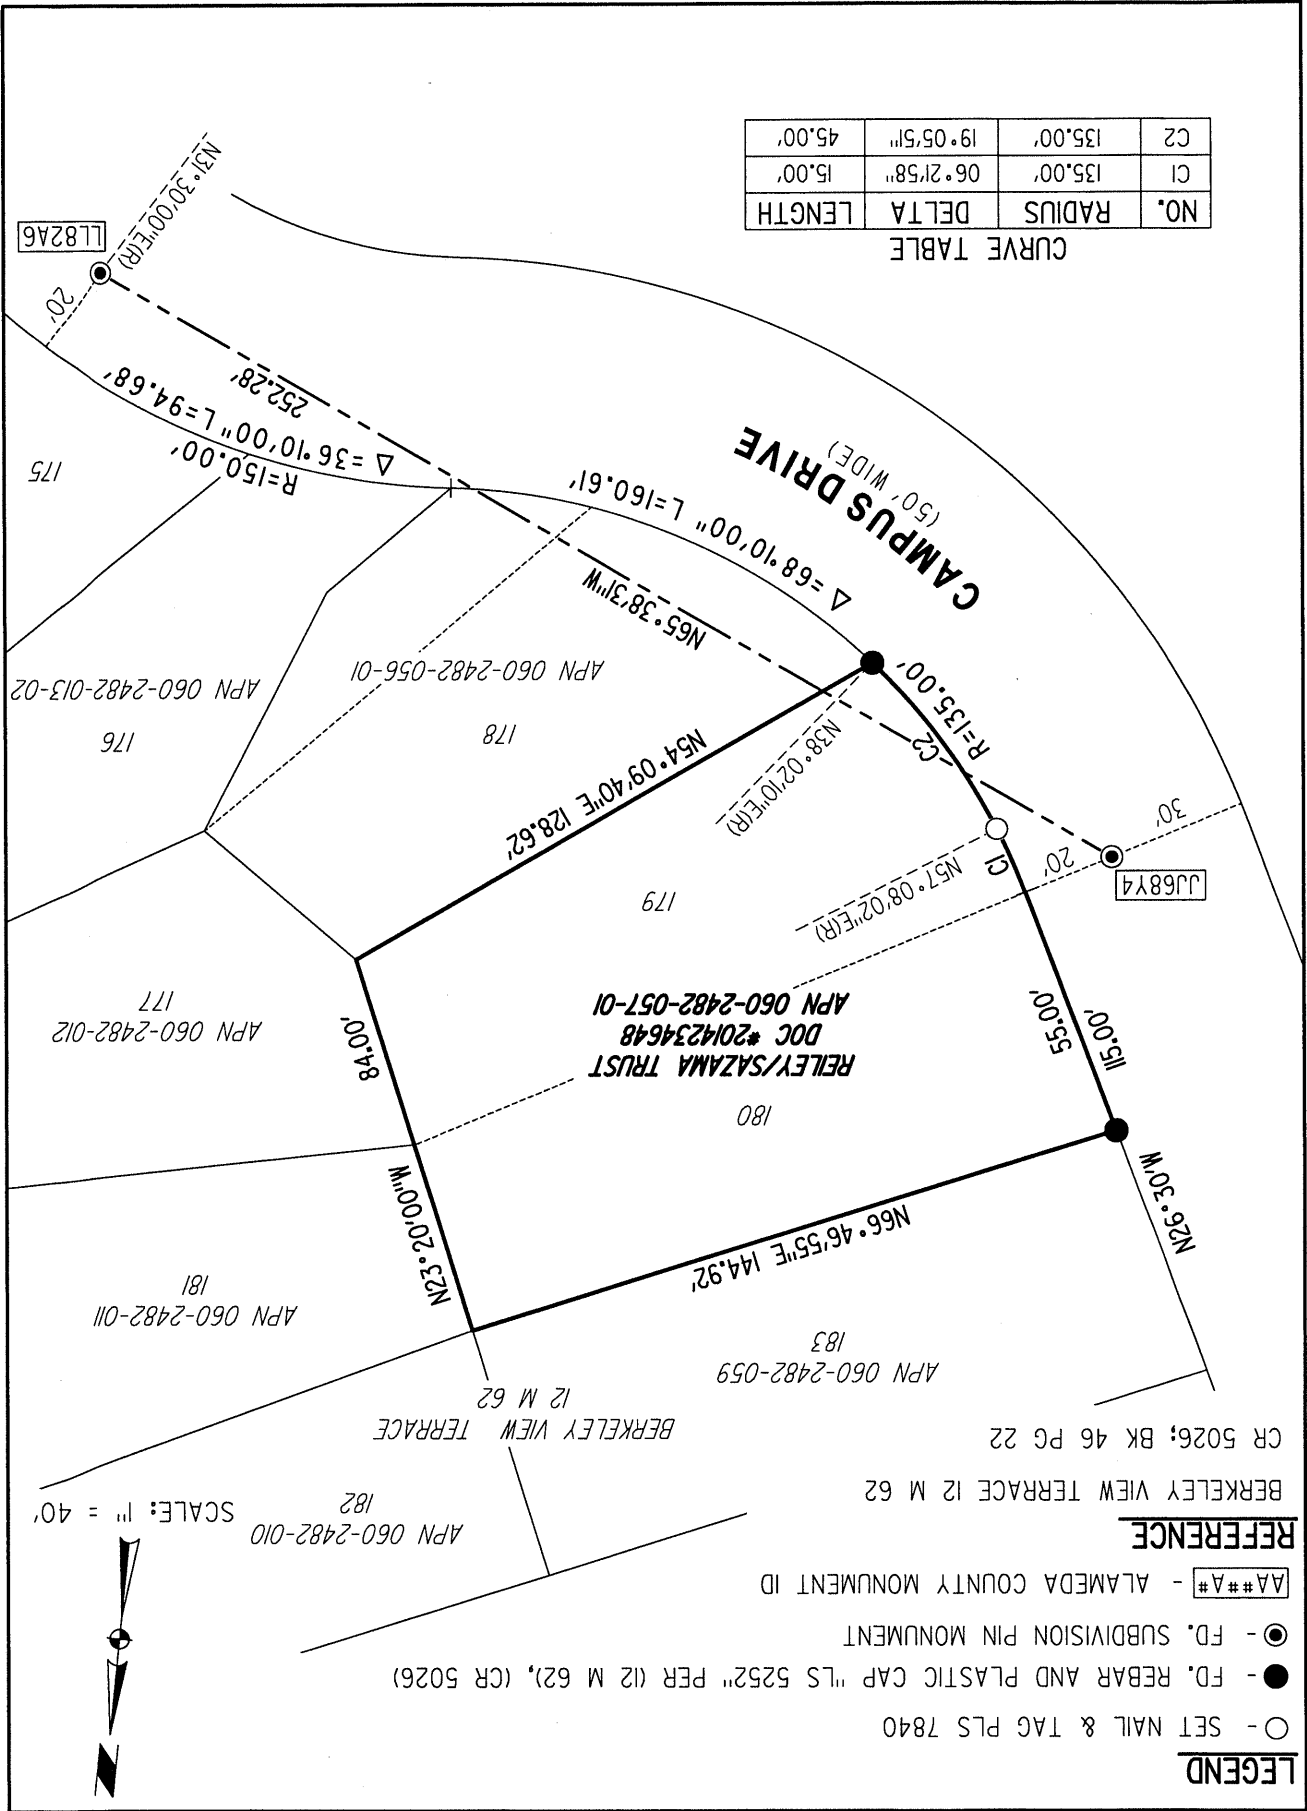 LEGEND
○ - SET NAIL & TAG PLS 7840
● - FD. REBAR AND PLASTIC CAP "LS 5252" PER (12 M 62), (CR 5026)
◉ - FD. SUBDIVISION PIN MONUMENT
AA##A# - ALAMEDA COUNTY MONUMENT ID
REFERENCE
BERKELEY VIEW TERRACE 12 M 62
CR 5026; BK 46 PG 22
N
SCALE: 1" = 40'
APN 060-2482-010
182
BERKELEY VIEW TERRACE
12 M 62
APN 060-2482-059
183
APN 060-2482-011
181
N26°30'W
N66°46'55"E 144.92'
N23°20'00"W
84.00'
180
REILEY/SAZAMA TRUST
DOC #2014234648
APN 060-2482-057-01
115.00'
55.00'
APN 060-2482-012
177
JJ68Y4
20'
30'
C1
N57°08'02"E(R)
179
N54°09'40"E 128.62'
N38°02'10"E(R)
C2
R=135.00'
178
APN 060-2482-056-01
176
APN 060-2482-013-02
N65°38'31"W
252.28'
CAMPUS DRIVE
(50' WIDE)
Δ=68°10'00" L=160.61'
R=150.00'
Δ=36°10'00" L=94.68'
175
20'
LL82A6
N31°30'00"E(R)
CURVE TABLE
NO. RADIUS DELTA LENGTH
C1 135.00' 06°21'58" 15.00'
C2 135.00' 19°05'51" 45.00'